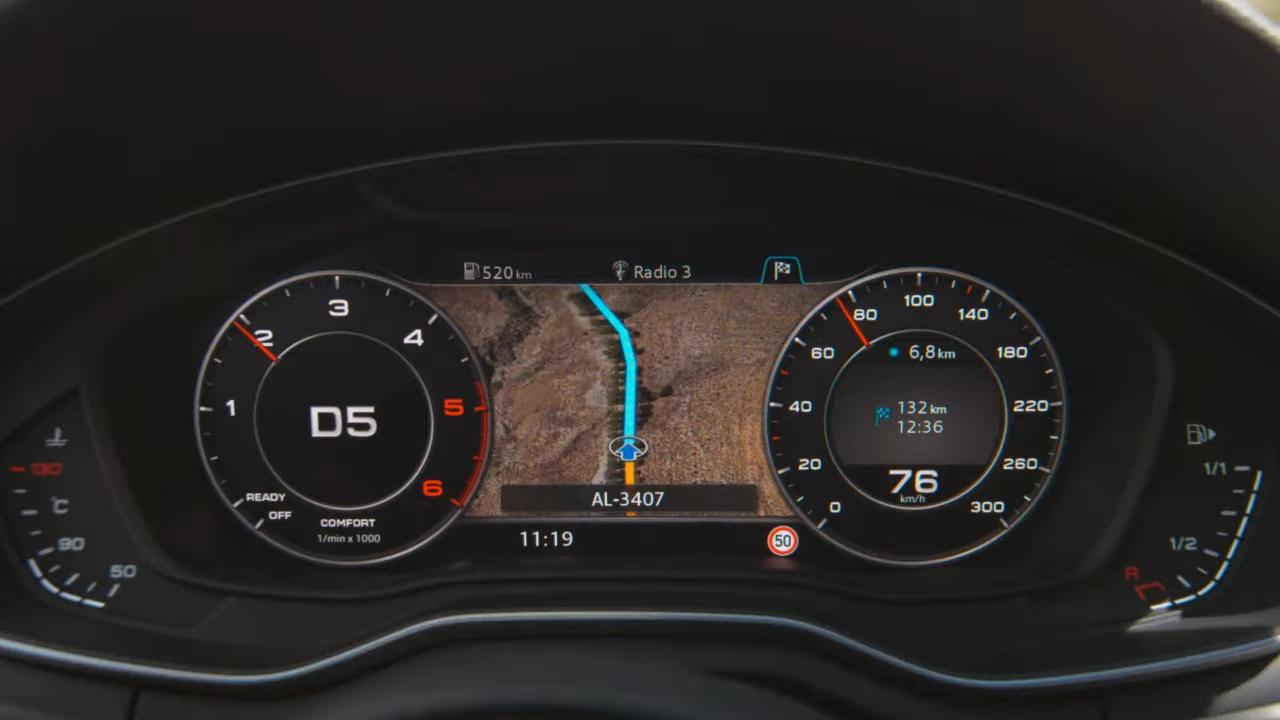 520 km
Radio 3
1
2
3
4
5
6
D5
READY
OFF
COMFORT
1/min x 1000
AL-3407
11:19
50
0
20
40
60
80
100
140
180
220
260
300
6,8 km
132 km
12:36
76
km/h
130
°C
90
50
1/1
1/2
R